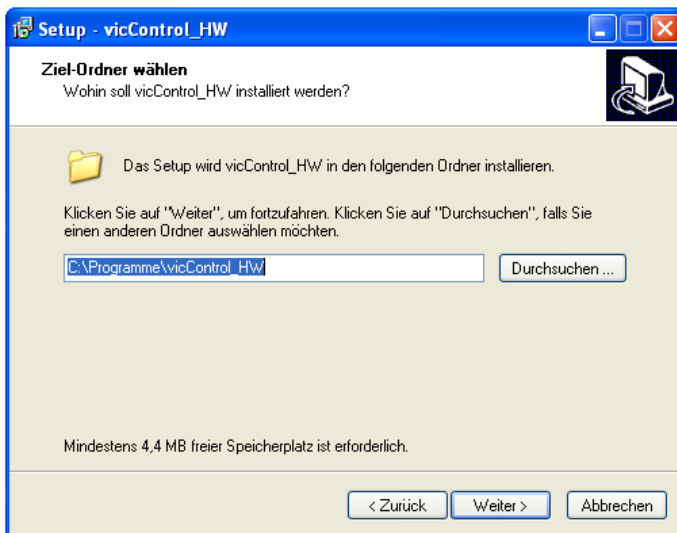 Setup - vicControl_HW
Ziel-Ordner wählen
Wohin soll vicControl_HW installiert werden?
Das Setup wird vicControl_HW in den folgenden Ordner installieren.
Klicken Sie auf "Weiter", um fortzufahren. Klicken Sie auf "Durchsuchen", falls Sie
einen anderen Ordner auswählen möchten.
C:\Programme\vicControl_HW
Durchsuchen ...
Mindestens 4,4 MB freier Speicherplatz ist erforderlich.
< Zurück
Weiter >
Abbrechen